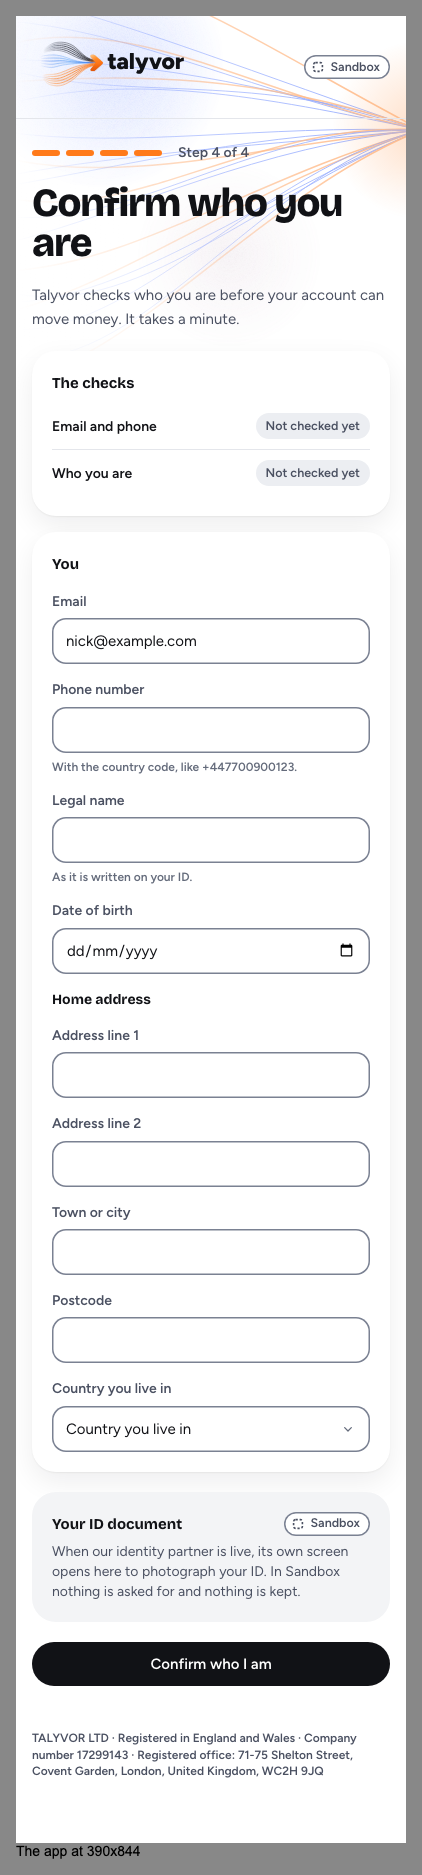 talyvor
Sandbox
Step 4 of 4
Confirm who you
are
Talyvor checks who you are before your account can
move money. It takes a minute.
The checks
Email and phone
Not checked yet
Who you are
Not checked yet
You
Email
nick@example.com
Phone number
With the country code, like +447700900123.
Legal name
As it is written on your ID.
Date of birth
dd/mm/yyyy
Home address
Address line 1
Address line 2
Town or city
Postcode
Country you live in
Country you live in
Your ID document
Sandbox
When our identity partner is live, its own screen
opens here to photograph your ID. In Sandbox
nothing is asked for and nothing is kept.
Confirm who I am
TALYVOR LTD · Registered in England and Wales · Company
number 17299143 · Registered office: 71-75 Shelton Street,
Covent Garden, London, United Kingdom, WC2H 9JQ
The app at 390x844